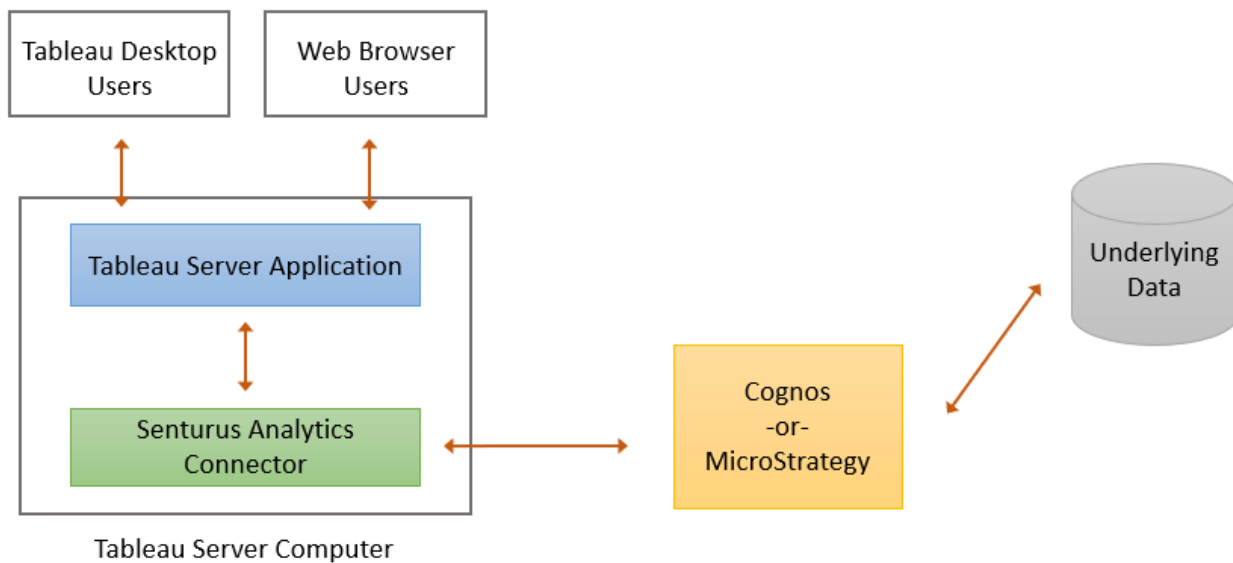 Tableau Desktop
Users
Web Browser
Users
Tableau Server Application
Senturus Analytics
Connector
Tableau Server Computer
Cognos
-or-
MicroStrategy
Underlying
Data